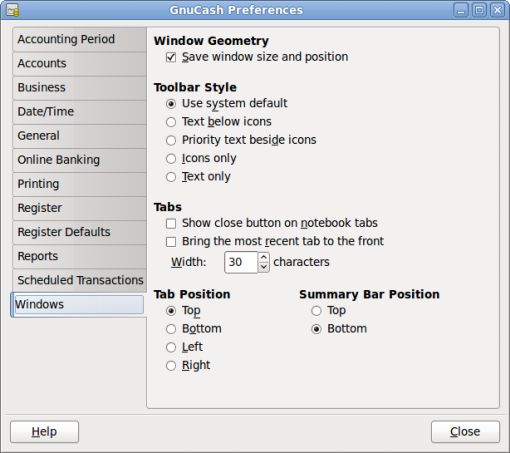 GnuCash Preferences
Accounting Period
Accounts
Business
Date/Time
General
Online Banking
Printing
Register
Register Defaults
Reports
Scheduled Transactions
Windows
Window Geometry
Save window size and position
Toolbar Style
Use system default
Text below icons
Priority text beside icons
Icons only
Text only
Tabs
Show close button on notebook tabs
Bring the most recent tab to the front
Width: 30 characters
Tab Position
Top
Bottom
Left
Right
Summary Bar Position
Top
Bottom
Help
Close